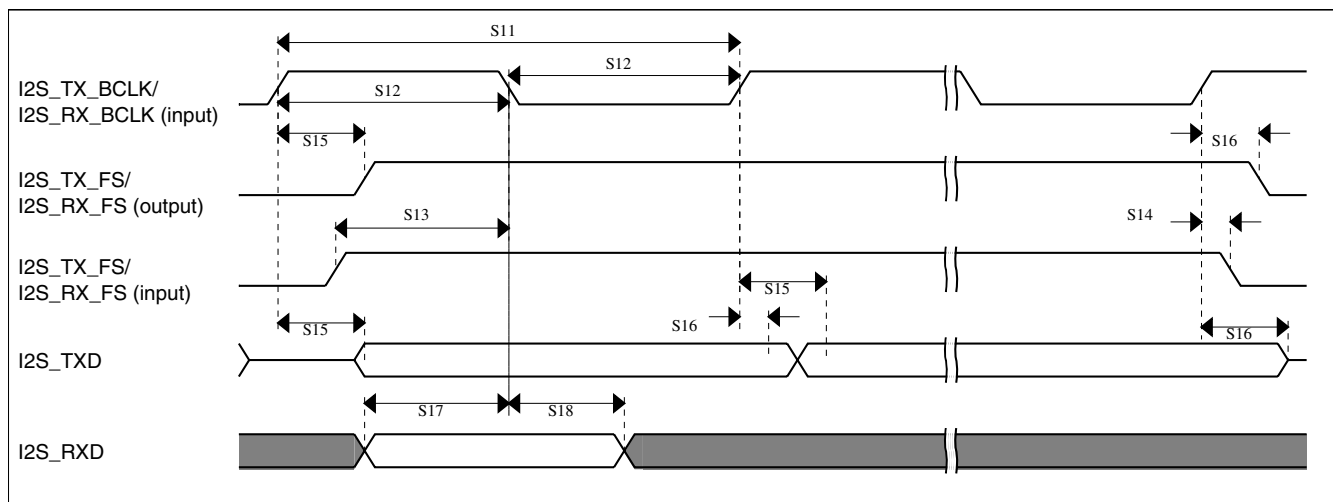 S11
I2S_TX_BCLK/
I2S_RX_BCLK (input)
S12
S12
S15
S16
I2S_TX_FS/
I2S_RX_FS (output)
S13
S14
I2S_TX_FS/
I2S_RX_FS (input)
S15
S15
S16
S16
I2S_TXD
S17
S18
I2S_RXD